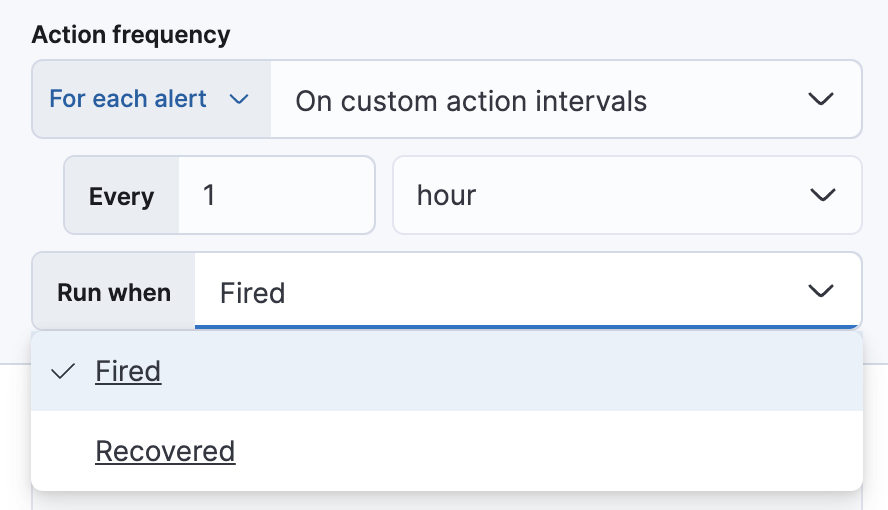 Action frequency
For each alert On custom action intervals
Every 1 hour
Run when Fired
Fired
Recovered